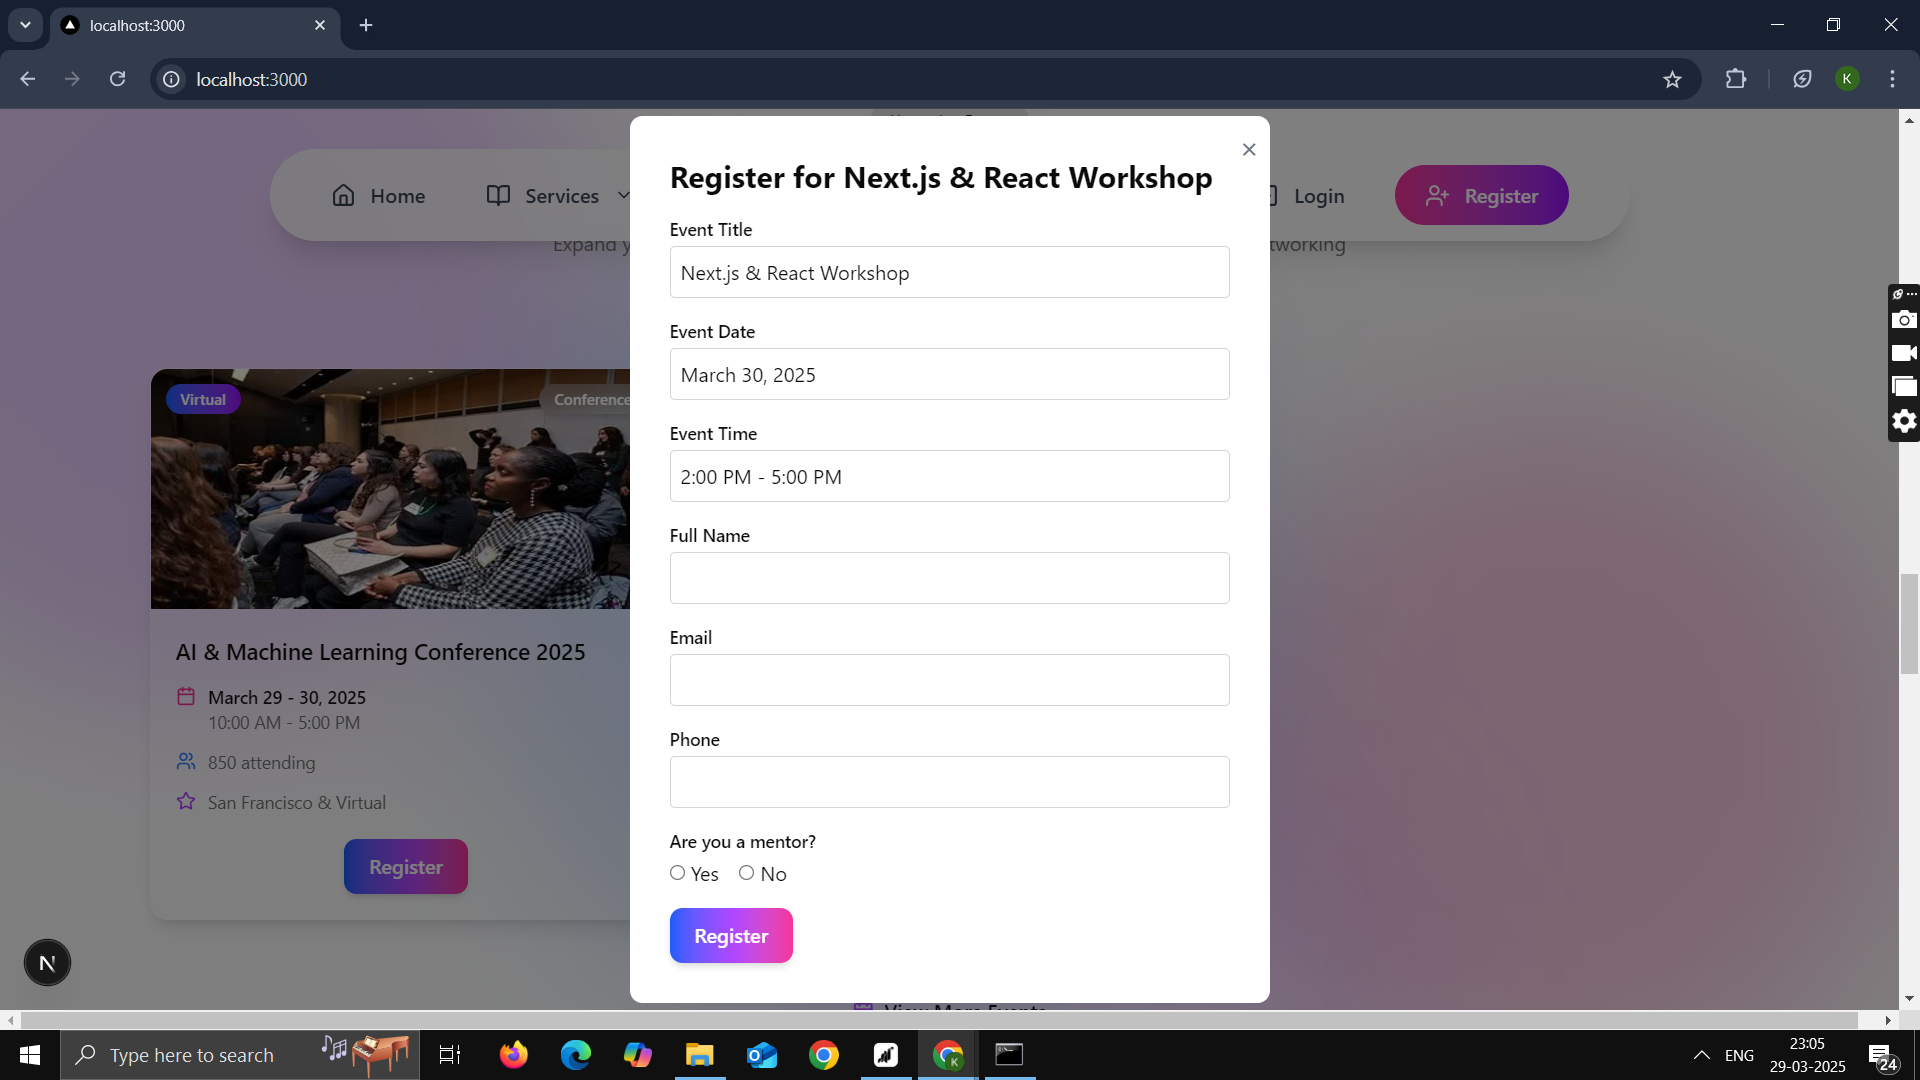 localhost:3000
localhost:3000
K
Home
Services
Login
Register
Expand y
tworking
Register for Next.js & React Workshop
Event Title
Next.js & React Workshop
Event Date
March 30, 2025
Event Time
2:00 PM - 5:00 PM
Full Name
Email
Phone
Are you a mentor?
Yes No
Register
Virtual
Conference
AI & Machine Learning Conference 2025
March 29 - 30, 2025
10:00 AM - 5:00 PM
850 attending
San Francisco & Virtual
Register
N
View More Events
Type here to search
ENG
23:05
29-03-2025
24